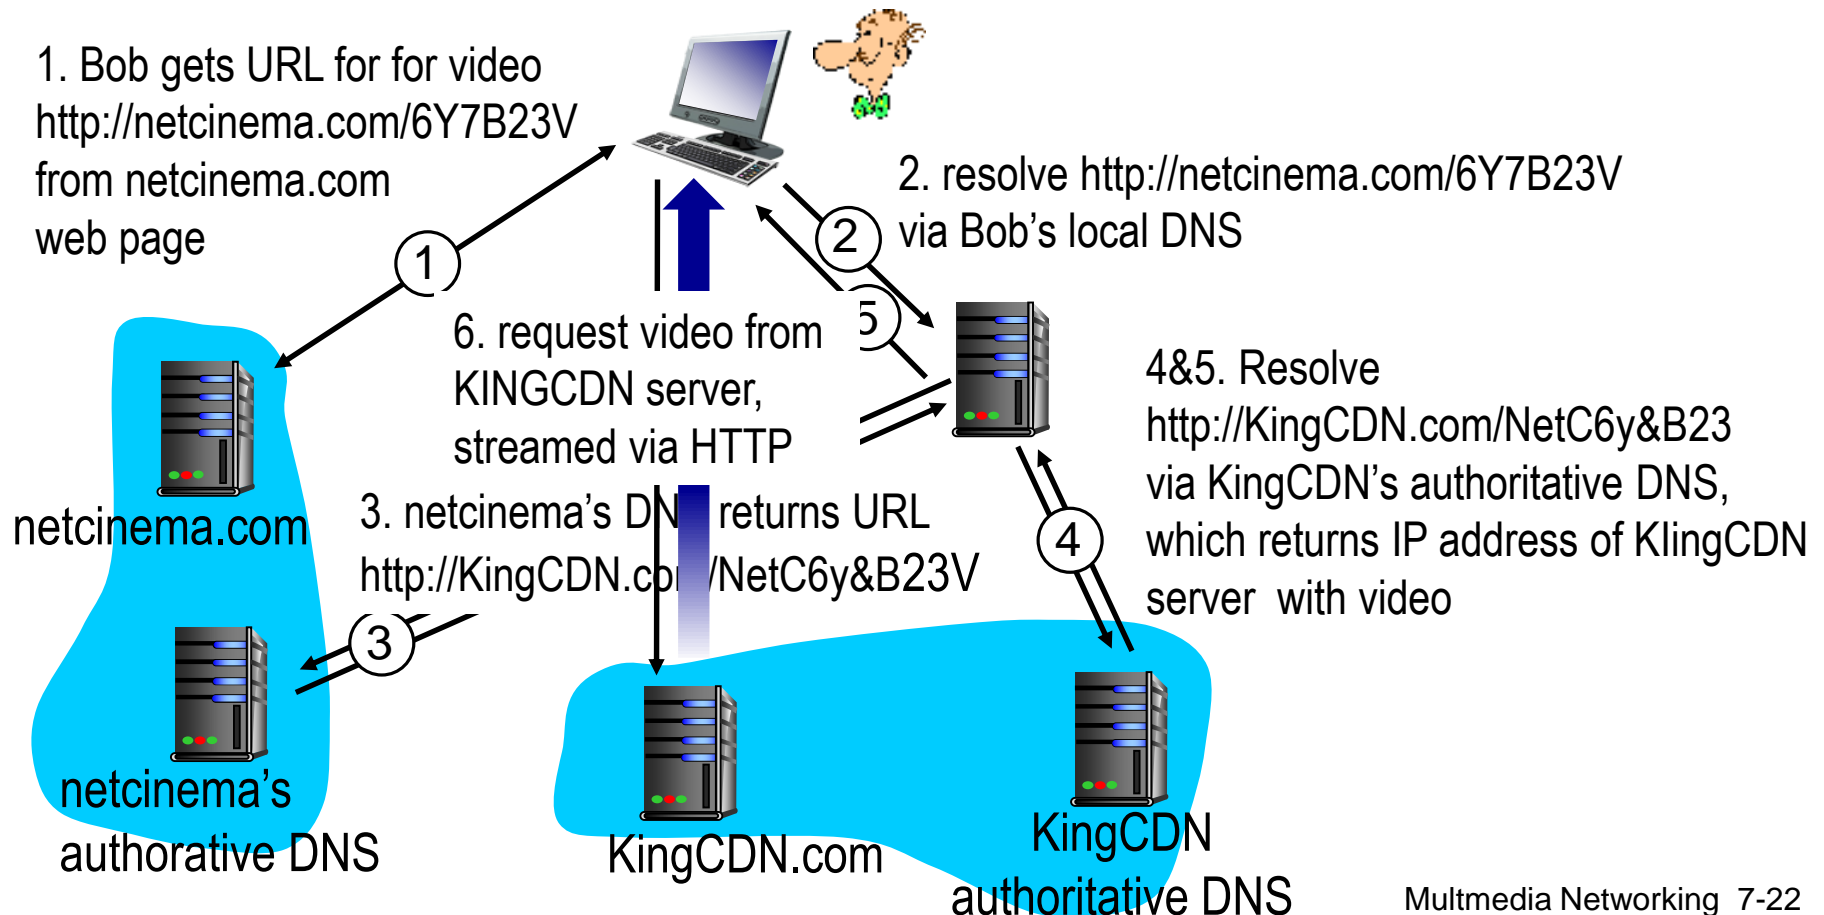 1. Bob gets URL for for video
http://netcinema.com/6Y7B23V
from netcinema.com
web page
2. resolve http://netcinema.com/6Y7B23V
via Bob's local DNS
1
2
5
6. request video from
KINGCDN server,
streamed via HTTP
4&5. Resolve
http://KingCDN.com/NetC6y&B23
via KingCDN's authoritative DNS,
which returns IP address of KIingCDN
server with video
netcinema.com
3. netcinema's DN returns URL
http://KingCDN.com/NetC6y&B23V
4
3
netcinema's
authorative DNS
KingCDN.com
KingCDN
authoritative DNS
Multmedia Networking 7-22